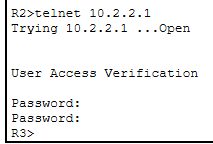 R2>telnet 10.2.2.1
Trying 10.2.2.1 ...Open
User Access Verification
Password:
Password:
R3>